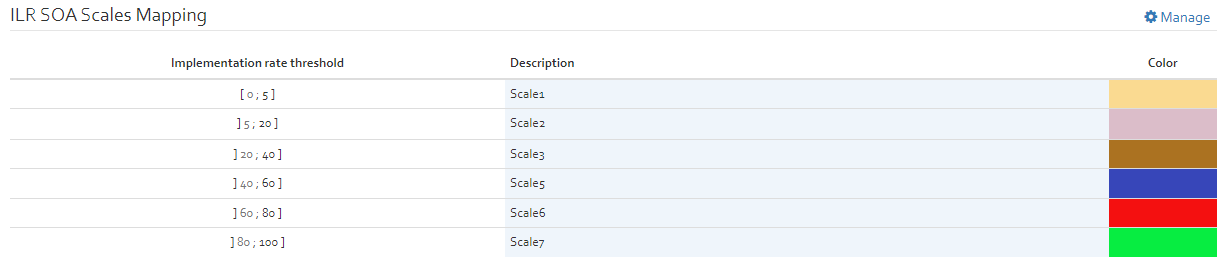 ILR SOA Scales Mapping
Manage
Implementation rate threshold Description Color
[ 0 ; 5 ] Scale1
] 5 ; 20 ] Scale2
] 20 ; 40 ] Scale3
] 40 ; 60 ] Scale5
] 60 ; 80 ] Scale6
] 80 ; 100 ] Scale7